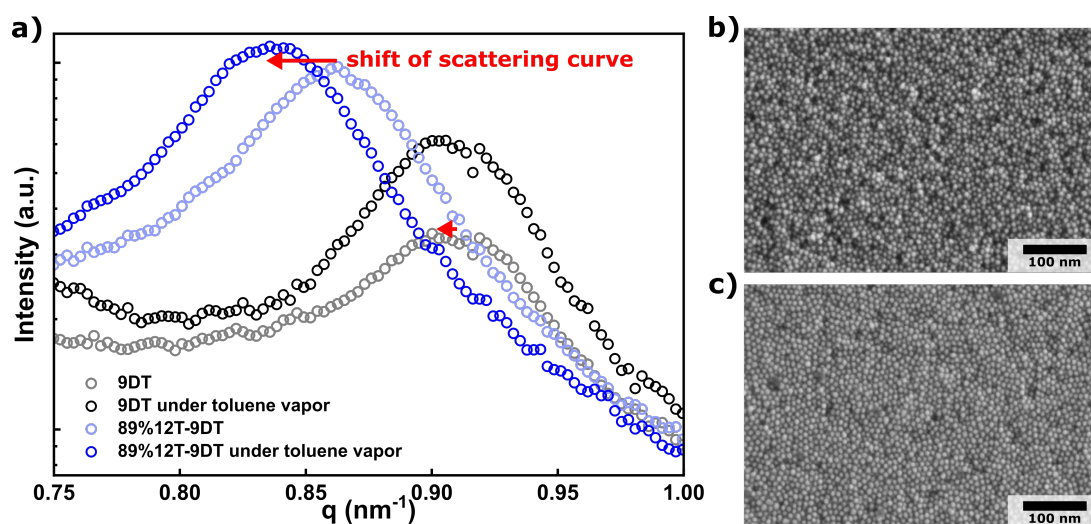 a)
shift of scattering curve
Intensity (a.u.)
9DT
9DT under toluene vapor
89%12T-9DT
89%12T-9DT under toluene vapor
0.75 0.80 0.85 0.90 0.95 1.00
q (nm-1)
b)
100 nm
c)
100 nm